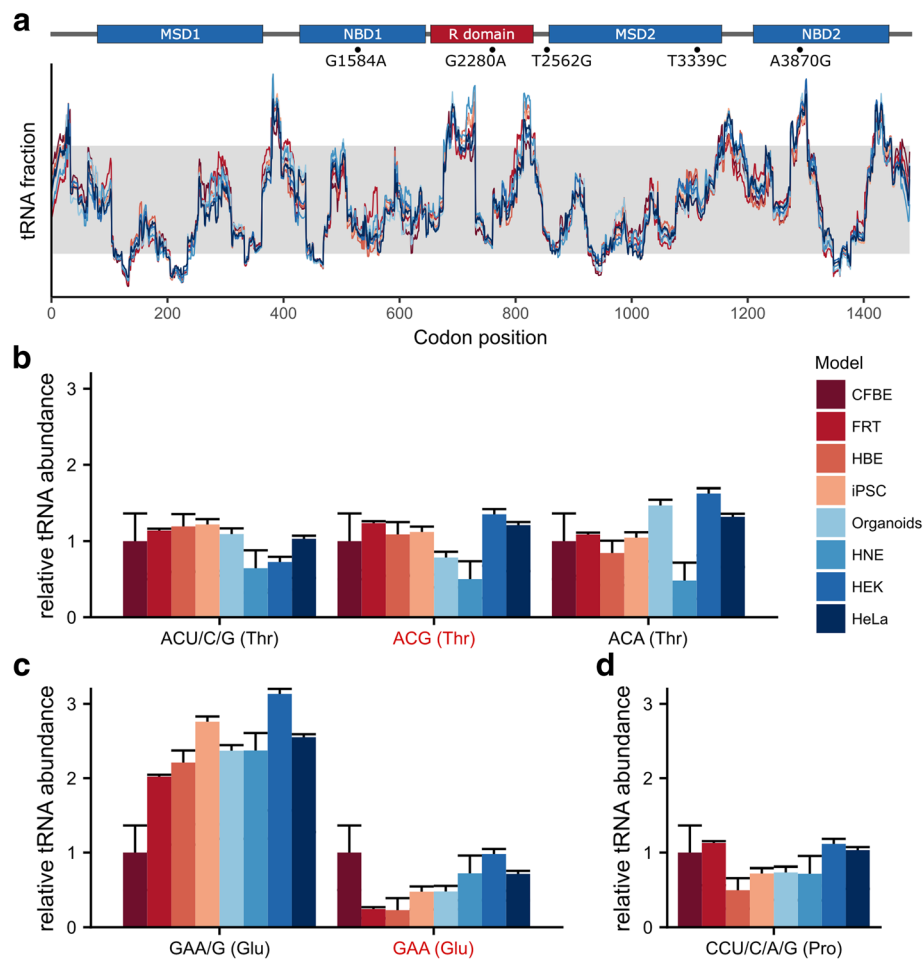 a
MSD1
NBD1
R domain
MSD2
NBD2
G1584A
G2280A
T2562G
T3339C
A3870G
tRNA fraction
0
200
400
600
800
1000
1200
1400
Codon position
b
relative tRNA abundance
3
2
1
0
ACU/C/G (Thr)
ACG (Thr)
ACA (Thr)
Model
CFBE
FRT
HBE
iPSC
Organoids
HNE
HEK
HeLa
c
relative tRNA abundance
3
2
1
0
GAA/G (Glu)
GAA (Glu)
d
relative tRNA abundance
3
2
1
0
CCU/C/A/G (Pro)